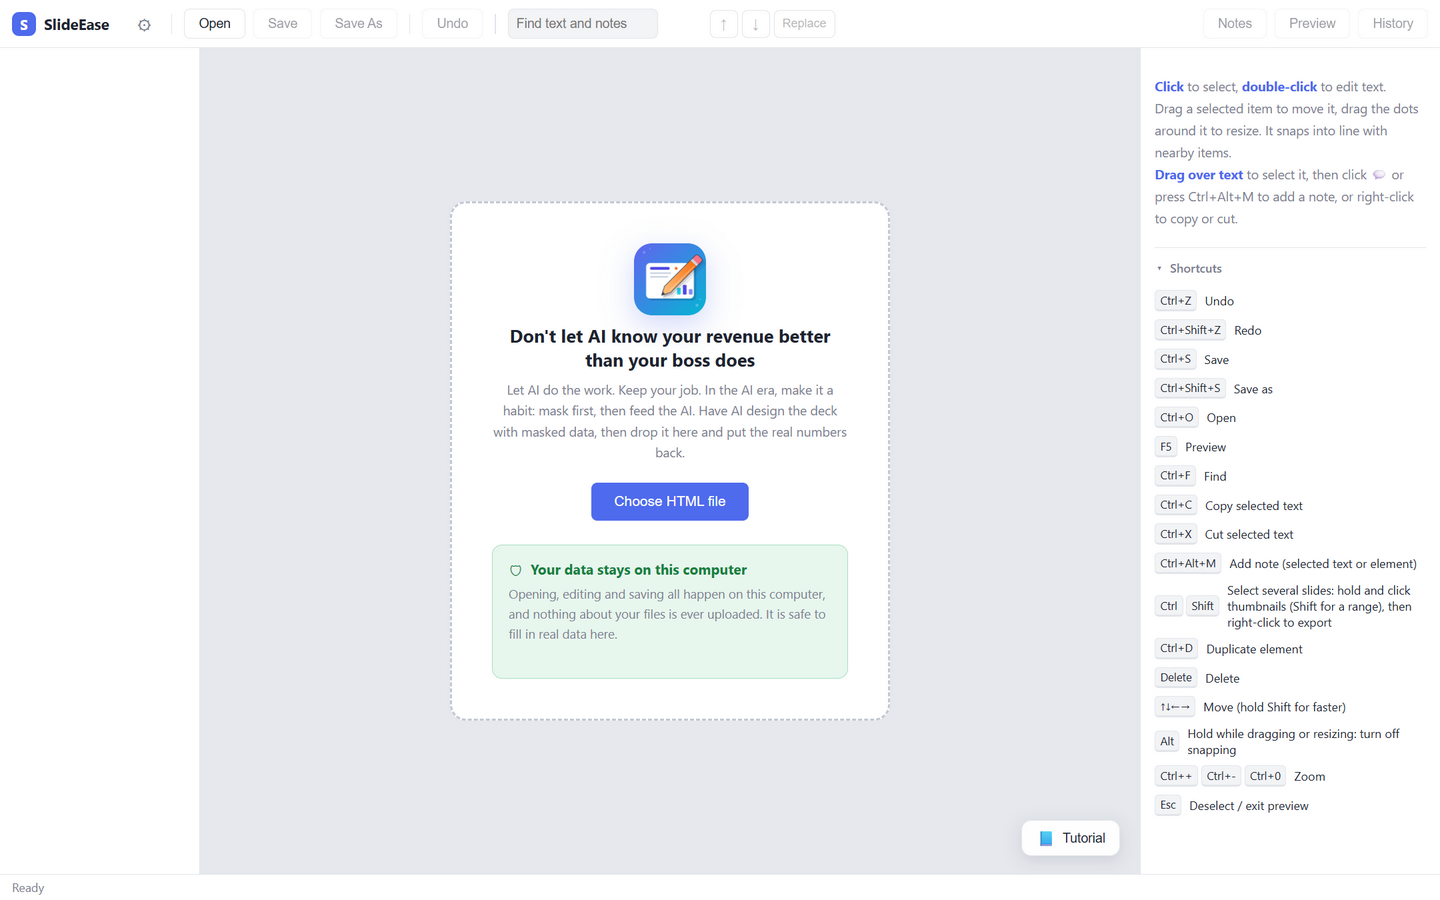 S SlideEase
Open
Save
Save As
Undo
Find text and notes
↑
↓
Replace
Notes
Preview
History
Don't let AI know your revenue better
than your boss does
Let AI do the work. Keep your job. In the AI era, make it a
habit: mask first, then feed the AI. Have AI design the deck
with masked data, then drop it here and put the real numbers
back.
Choose HTML file
Your data stays on this computer
Opening, editing and saving all happen on this computer,
and nothing about your files is ever uploaded. It is safe to
fill in real data here.
Tutorial
Click to select, double-click to edit text.
Drag a selected item to move it, drag the dots
around it to resize. It snaps into line with
nearby items.
Drag over text to select it, then click 💬 or
press Ctrl+Alt+M to add a note, or right-click
to copy or cut.
Shortcuts
Ctrl+Z Undo
Ctrl+Shift+Z Redo
Ctrl+S Save
Ctrl+Shift+S Save as
Ctrl+O Open
F5 Preview
Ctrl+F Find
Ctrl+C Copy selected text
Ctrl+X Cut selected text
Ctrl+Alt+M Add note (selected text or element)
Ctrl Shift Select several slides: hold and click
thumbnails (Shift for a range), then
right-click to export
Ctrl+D Duplicate element
Delete Delete
↑↓←→ Move (hold Shift for faster)
Alt Hold while dragging or resizing: turn off
snapping
Ctrl++ Ctrl+- Ctrl+0 Zoom
Esc Deselect / exit preview
Ready